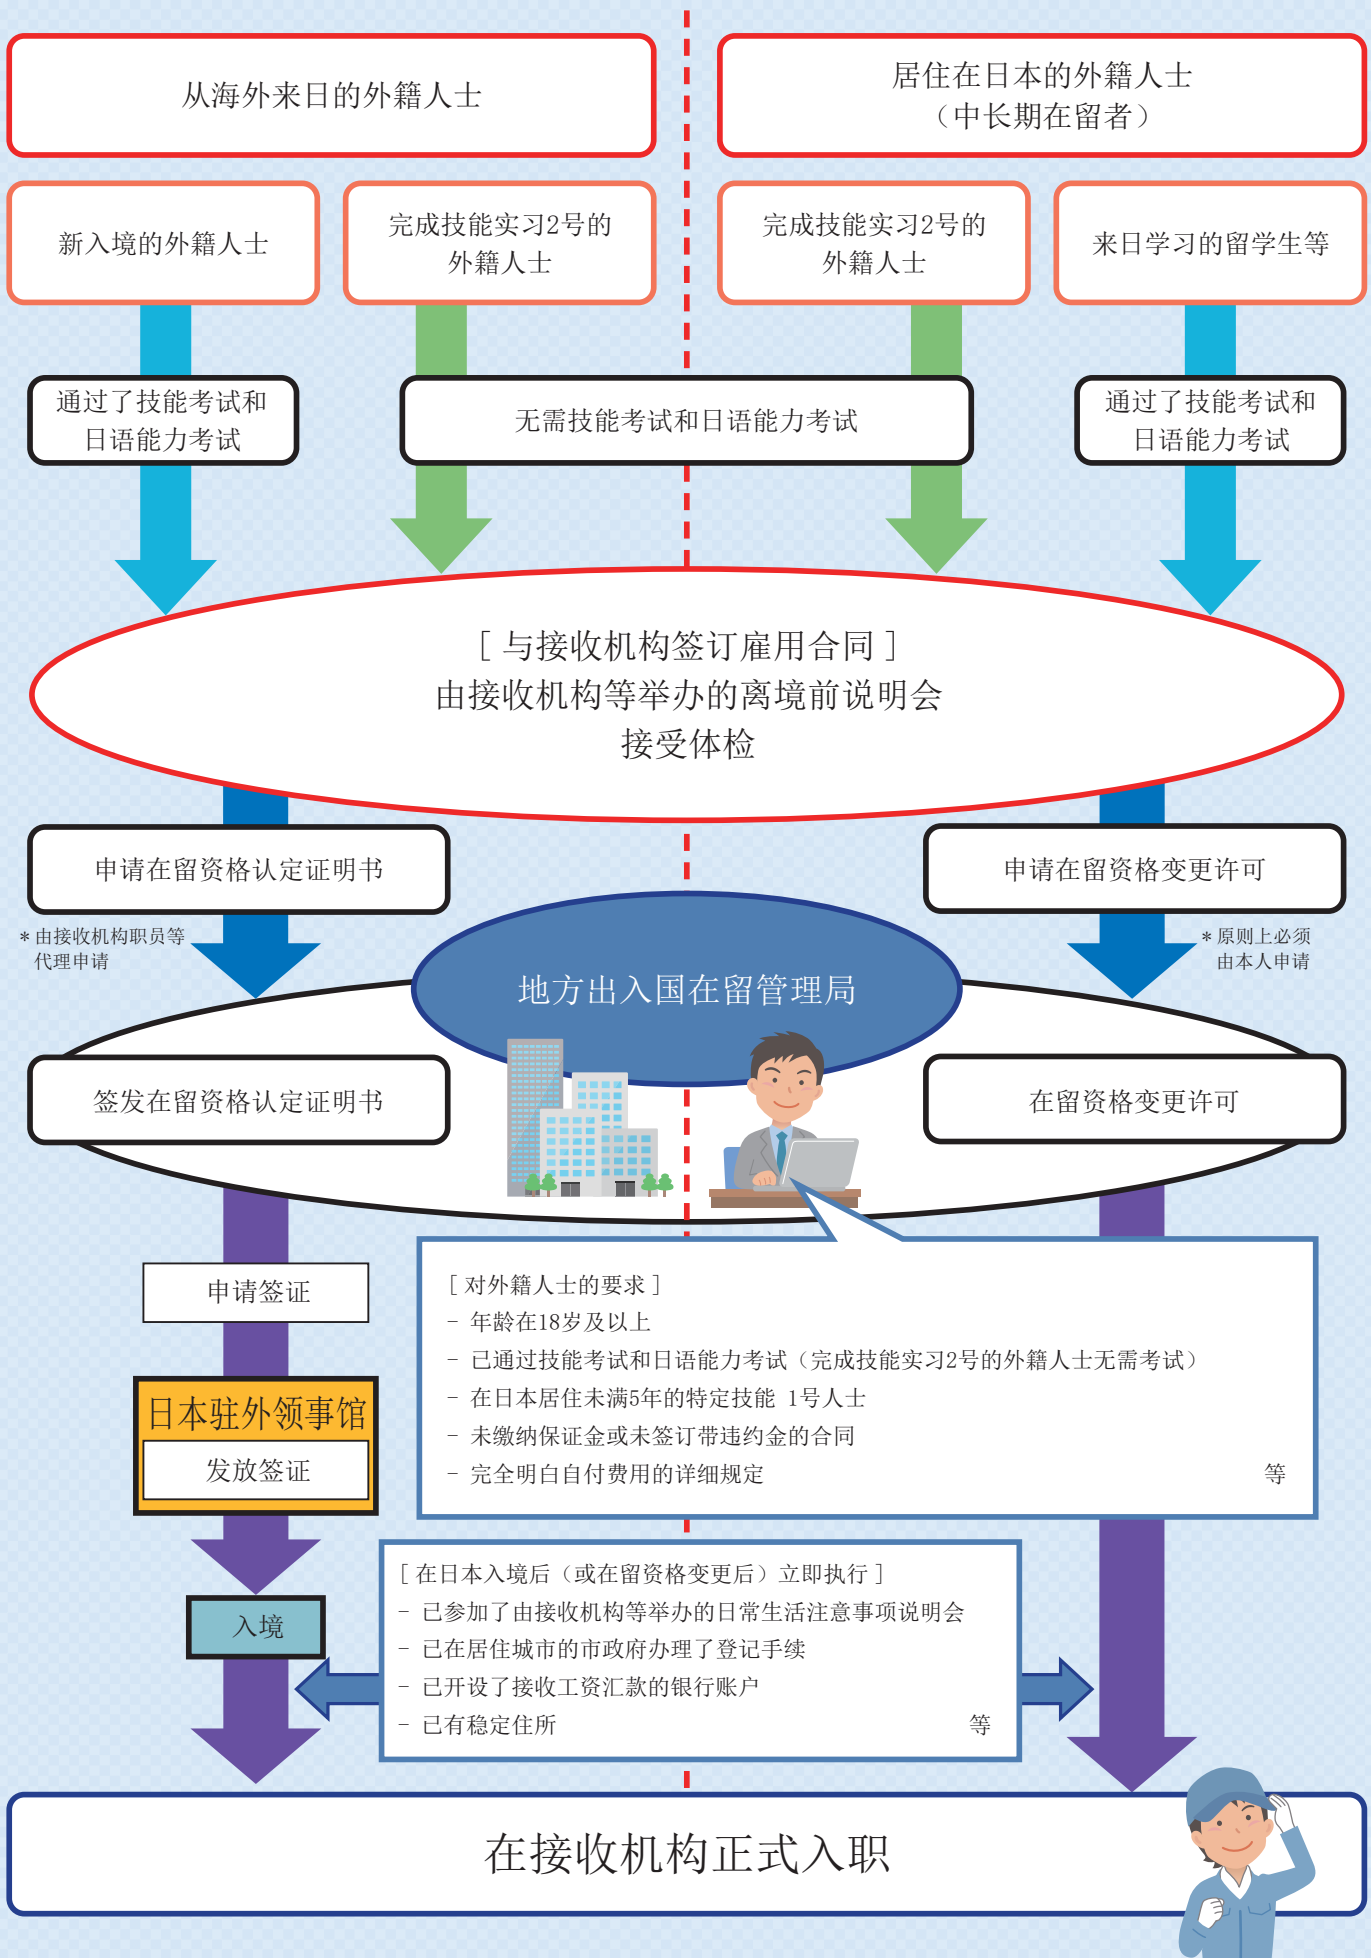 从海外来日的外籍人士
居住在日本的外籍人士
（中长期在留者）
新入境的外籍人士
完成技能实习2号的
外籍人士
完成技能实习2号的
外籍人士
来日学习的留学生等
通过了技能考试和
日语能力考试
无需技能考试和日语能力考试
通过了技能考试和
日语能力考试
[ 与接收机构签订雇用合同 ]
由接收机构等举办的离境前说明会
接受体检
申请在留资格认定证明书
申请在留资格变更许可
* 由接收机构职员等
代理申请
* 原则上必须
由本人申请
地方出入国在留管理局
签发在留资格认定证明书
在留资格变更许可
申请签证
日本驻外领事馆
发放签证
[ 对外籍人士的要求 ]
- 年龄在18岁及以上
- 已通过技能考试和日语能力考试（完成技能实习2号的外籍人士无需考试）
- 在日本居住未满5年的特定技能 1号人士
- 未缴纳保证金或未签订带违约金的合同
- 完全明白自付费用的详细规定 等
入境
[ 在日本入境后（或在留资格变更后）立即执行 ]
- 已参加了由接收机构等举办的日常生活注意事项说明会
- 已在居住城市的市政府办理了登记手续
- 已开设了接收工资汇款的银行账户
- 已有稳定住所 等
在接收机构正式入职